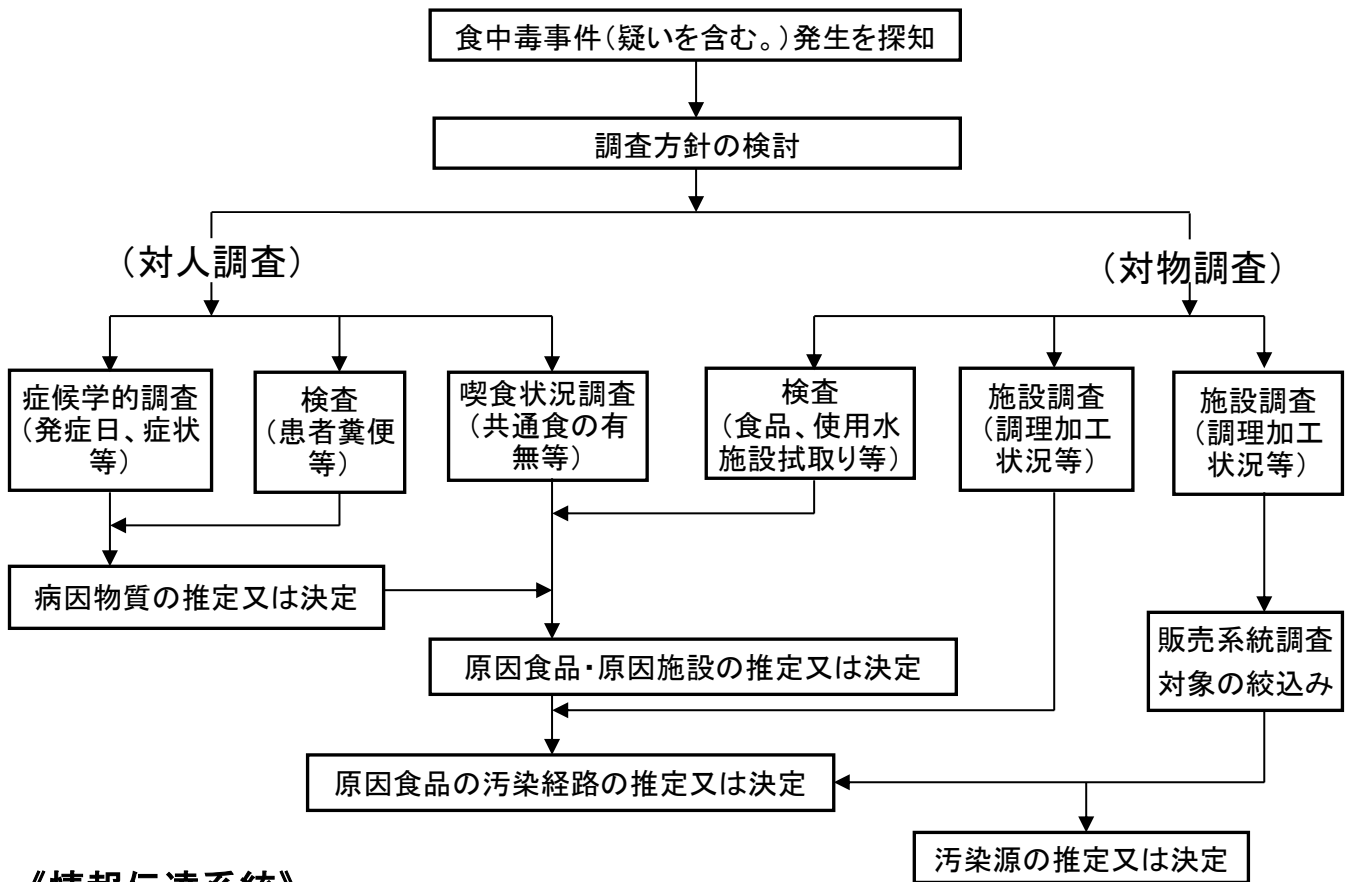 食中毒事件（疑いを含む。）発生を探知
調査方針の検討
（対人調査）
（対物調査）
症候学的調査
（発症日、症状
等）
検査
（患者糞便
等）
喫食状況調査
（共通食の有
無等）
検査
（食品、使用水
施設拭取り等）
施設調査
（調理加工
状況等）
施設調査
（調理加工
状況等）
病因物質の推定又は決定
原因食品・原因施設の推定又は決定
販売系統調査
対象の絞込み
原因食品の汚染経路の推定又は決定
汚染源の推定又は決定
《情報伝達系統》